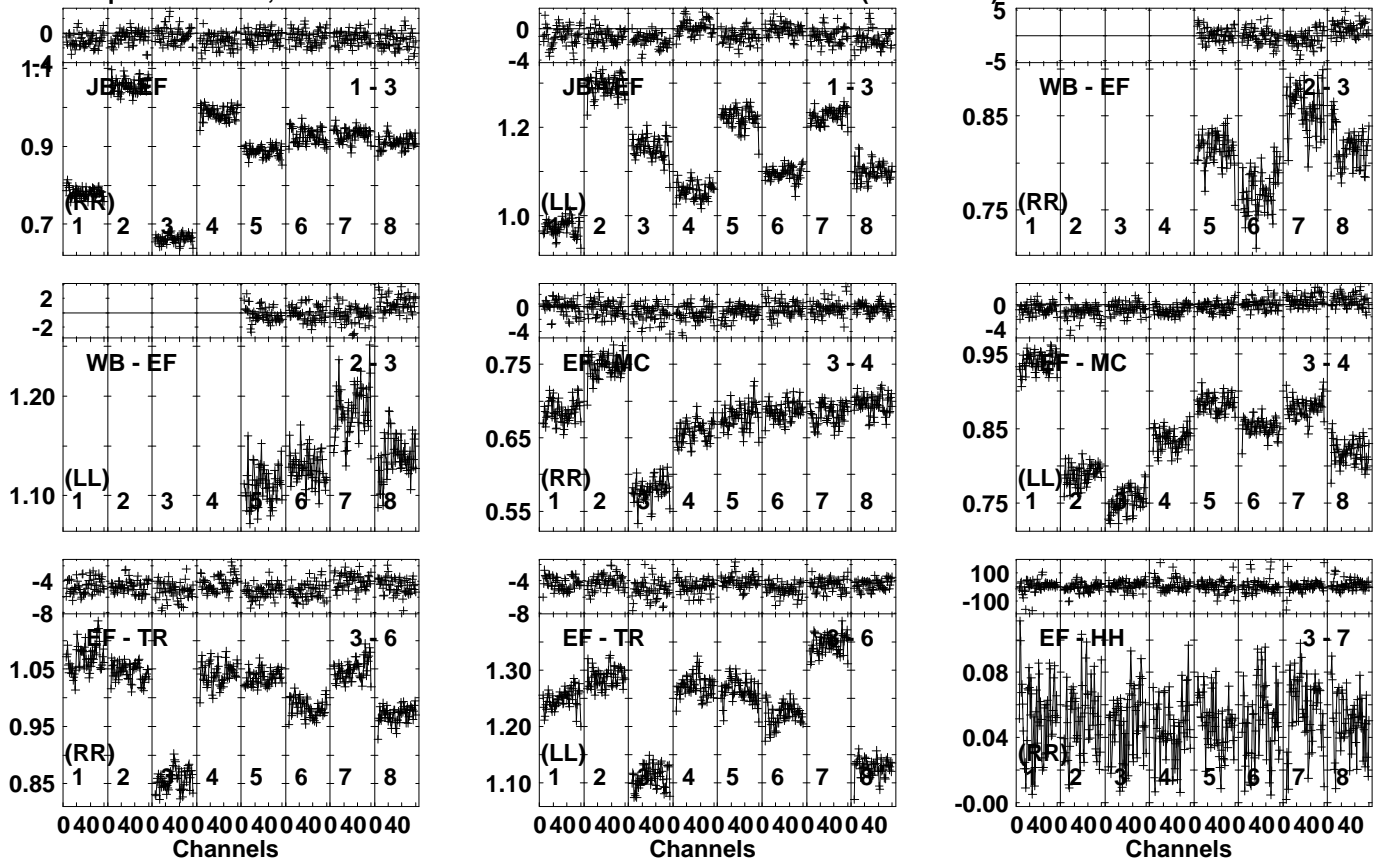 0
-4
1.1
0.9
0.7
JB - EF
1 - 3
(RR)
1 2 3 4 5 6 7 8
0
-4
1.2
1.0
JB - EF
1 - 3
(LL)
1 2 3 4 5 6 7 8
5
-5
0.85
0.75
WB - EF
2 - 3
(RR)
1 2 3 4 5 6 7 8
2
-2
1.20
1.10
WB - EF
2 - 3
(LL)
1 2 3 4 5 6 7 8
0
-4
0.75
0.65
0.55
EF - MC
3 - 4
(RR)
1 2 3 4 5 6 7 8
0
-4
0.95
0.85
0.75
EF - MC
3 - 4
(LL)
1 2 3 4 5 6 7 8
-4
-8
1.05
0.95
0.85
EF - TR
3 - 6
(RR)
1 2 3 4 5 6 7 8
0 40 0 40 0 40 0 40 0 40 0 40 0 40 0 40
Channels
-4
-8
1.30
1.20
1.10
EF - TR
3 - 6
(LL)
1 2 3 4 5 6 7 8
0 40 0 40 0 40 0 40 0 40 0 40 0 40 0 40
Channels
100
-100
0.08
0.04
-0.00
EF - HH
3 - 7
(RR)
1 2 3 4 5 6 7 8
0 40 0 40 0 40 0 40 0 40 0 40 0 40 0 40
Channels